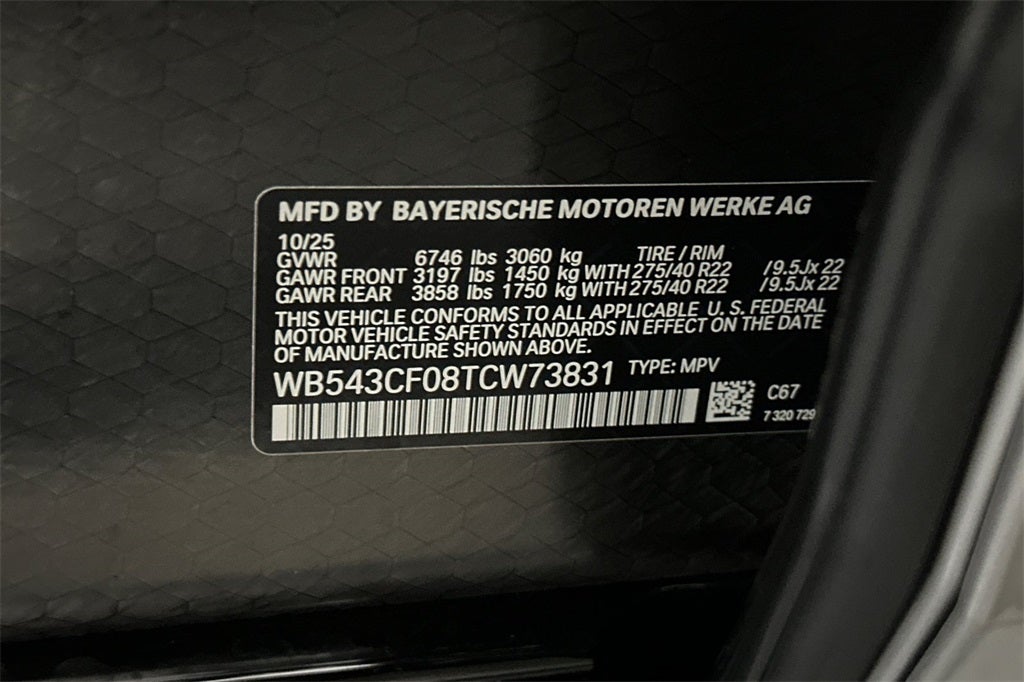 MFD BY BAYERISCHE MOTOREN WERKE AG
10/25
GVWR 6746 lbs 3060 kg TIRE / RIM
GAWR FRONT 3197 lbs 1450 kg WITH 275/40 R22 /9.5Jx 22
GAWR REAR 3858 lbs 1750 kg WITH 275/40 R22 /9.5Jx 22
THIS VEHICLE CONFORMS TO ALL APPLICABLE U. S. FEDERAL
MOTOR VEHICLE SAFETY STANDARDS IN EFFECT ON THE DATE
OF MANUFACTURE SHOWN ABOVE.
WB543CF08TCW73831 TYPE: MPV
C67
7 320 729